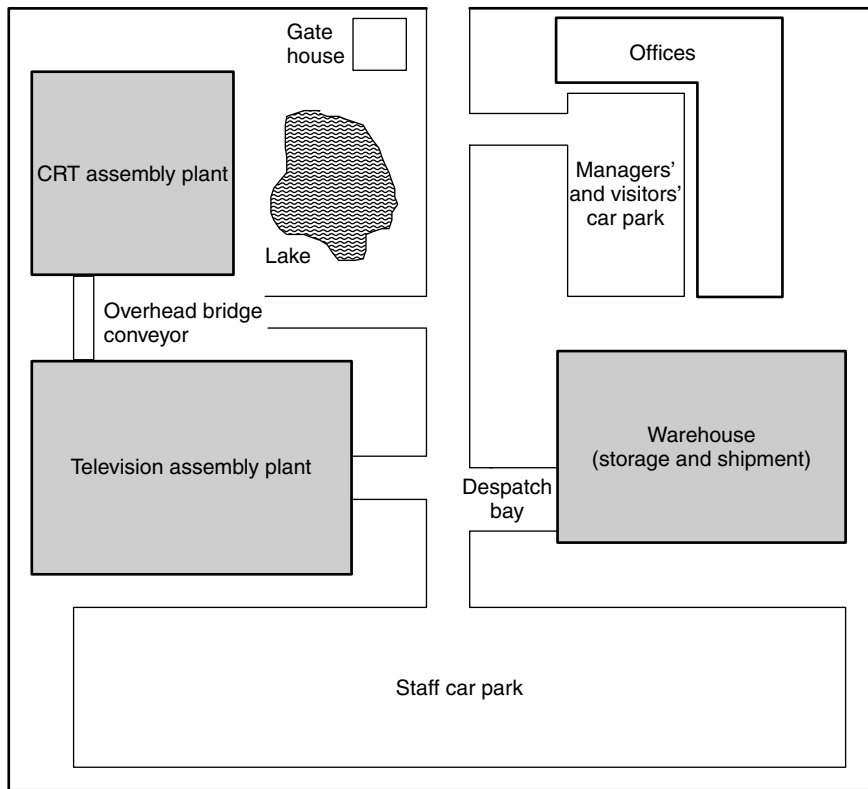 Gate
house
Offices
CRT assembly plant
Managers'
and visitors'
car park
Lake
Overhead bridge
conveyor
Television assembly plant
Warehouse
(storage and shipment)
Despatch
bay
Staff car park